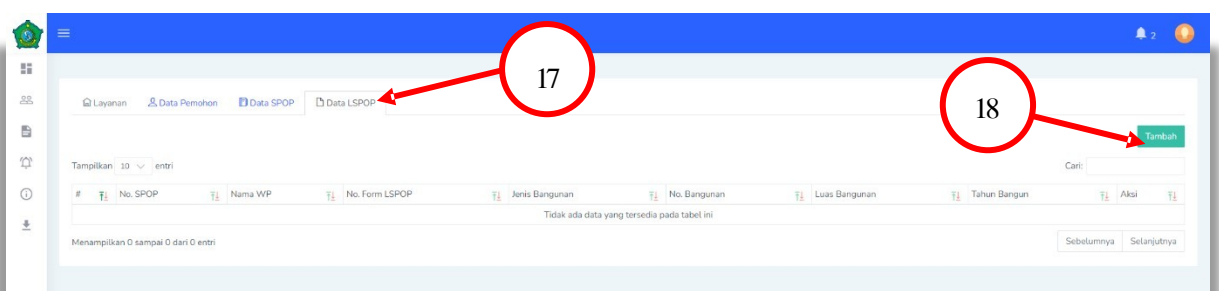 2
17
18
Layanan Data Pemohon Data SPOP Data LSPOP
Tambah
Tampilkan 10 entri Cari:
# No. SPOP Nama WP No. Form LSPOP Jenis Bangunan No. Bangunan Luas Bangunan Tahun Bangun Aksi
Tidak ada data yang tersedia pada tabel ini
Menampilkan 0 sampai 0 dari 0 entri Sebelumnya Selanjutnya